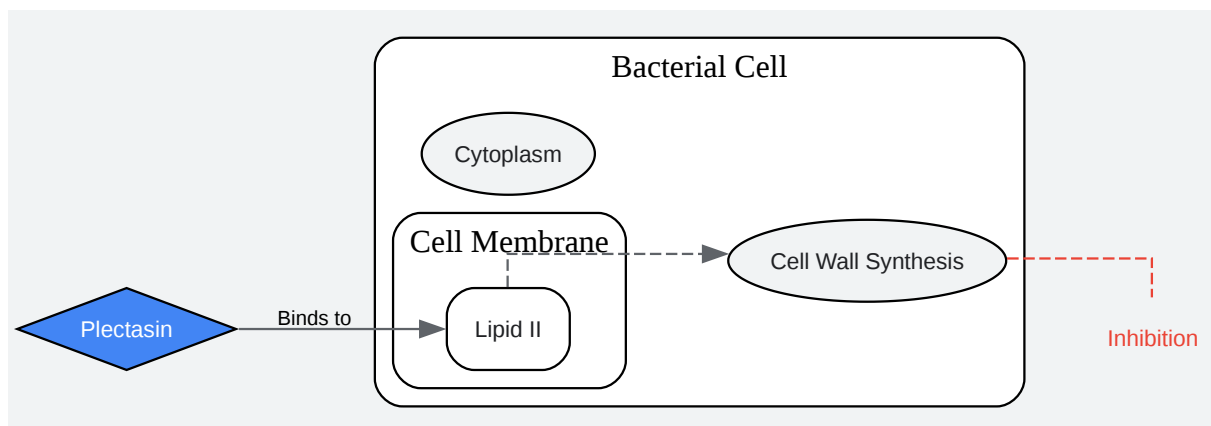 Bacterial Cell
Cytoplasm
Cell Membrane
Cell Wall Synthesis
Plectasin
Binds to
Lipid II
Inhibition